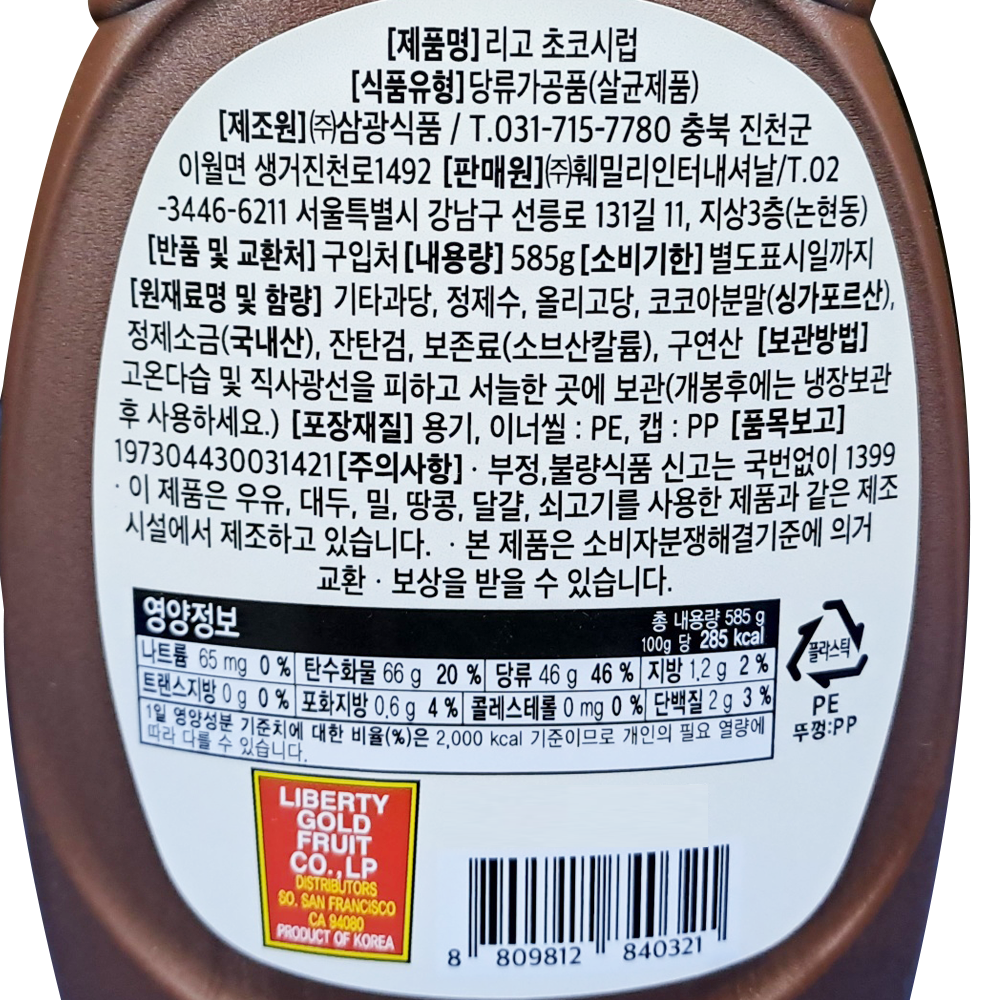 [제품명] 리고 초코시럽
[식품유형] 당류가공품(살균제품)
[제조원] ㈜삼광식품 / T.031-715-7780 충북 진천군
이월면 생거진천로1492 [판매원]㈜훼밀리인터내셔날/T.02
-3446-6211 서울특별시 강남구 선릉로 131길 11, 지상3층(논현동)
[반품 및 교환처] 구입처 [내용량] 585g [소비기한] 별도표시일까지
[원재료명 및 함량] 기타과당, 정제수, 올리고당, 코코아분말(싱가포르산),
정제소금(국내산), 잔탄검, 보존료(소브산칼륨), 구연산 [보관방법]
고온다습 및 직사광선을 피하고 서늘한 곳에 보관(개봉후에는 냉장보관
후 사용하세요.) [포장재질] 용기, 이너씰 : PE, 캡 : PP [품목보고]
197304430031421 [주의사항] · 부정,불량식품 신고는 국번없이 1399
· 이 제품은 우유, 대두, 밀, 땅콩, 달걀, 쇠고기를 사용한 제품과 같은 제조
시설에서 제조하고 있습니다. · 본 제품은 소비자분쟁해결기준에 의거
교환 · 보상을 받을 수 있습니다.
영양정보
총 내용량 585 g
100g 당 285 kcal
나트륨 65 mg 0 % 탄수화물 66 g 20 % 당류 46 g 46 % 지방 1.2 g 2 %
트랜스지방 0 g 0 % 포화지방 0.6 g 4 % 콜레스테롤 0 mg 0 % 단백질 2 g 3 %
1일 영양성분 기준치에 대한 비율(%)은 2,000 kcal 기준이므로 개인의 필요 열량에
따라 다를 수 있습니다.
플라스틱
PE
뚜껑:PP
LIBERTY
GOLD
FRUIT
CO.,LP
DISTRIBUTORS
SO. SAN FRANCISCO
CA 94080
PRODUCT OF KOREA
8 809812 840321